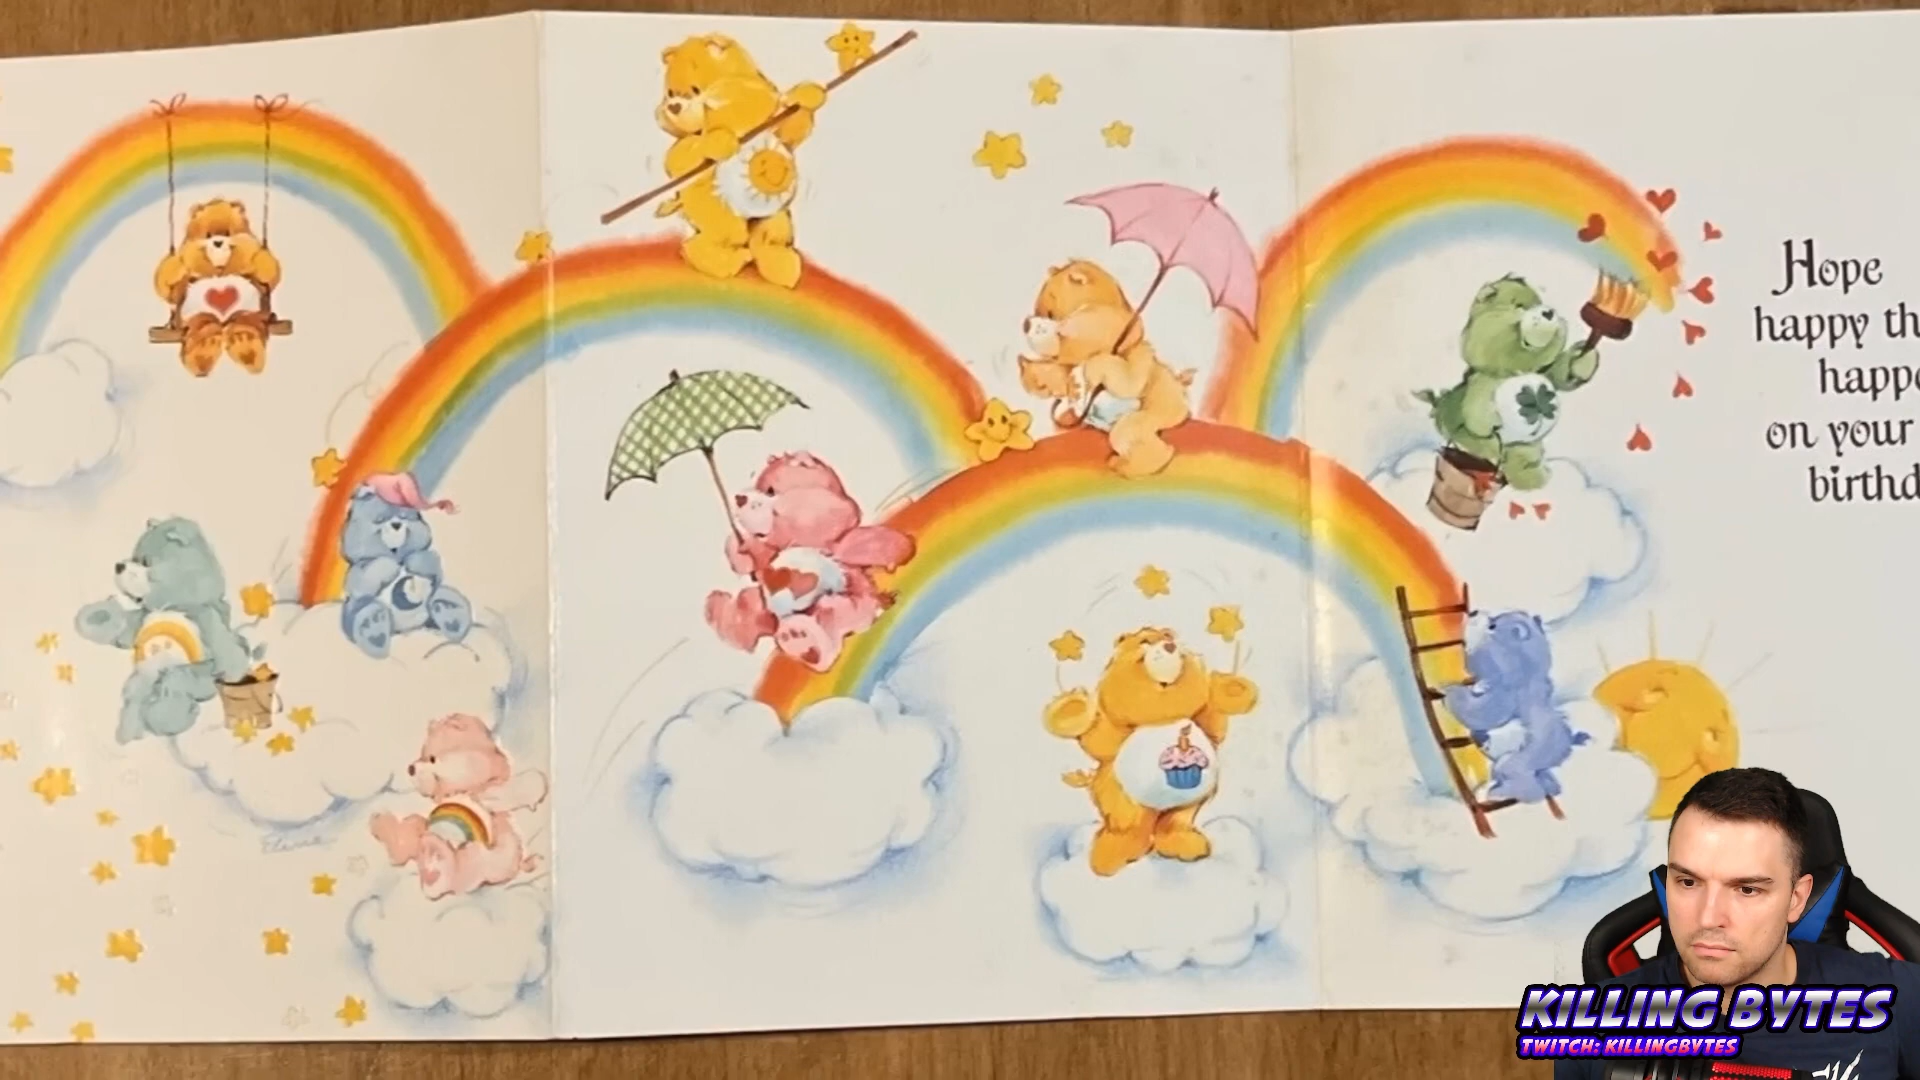 Hope
happy th
happe
on your
birthd
KILLING BYTES
TWITCH: KILLINGBYTES